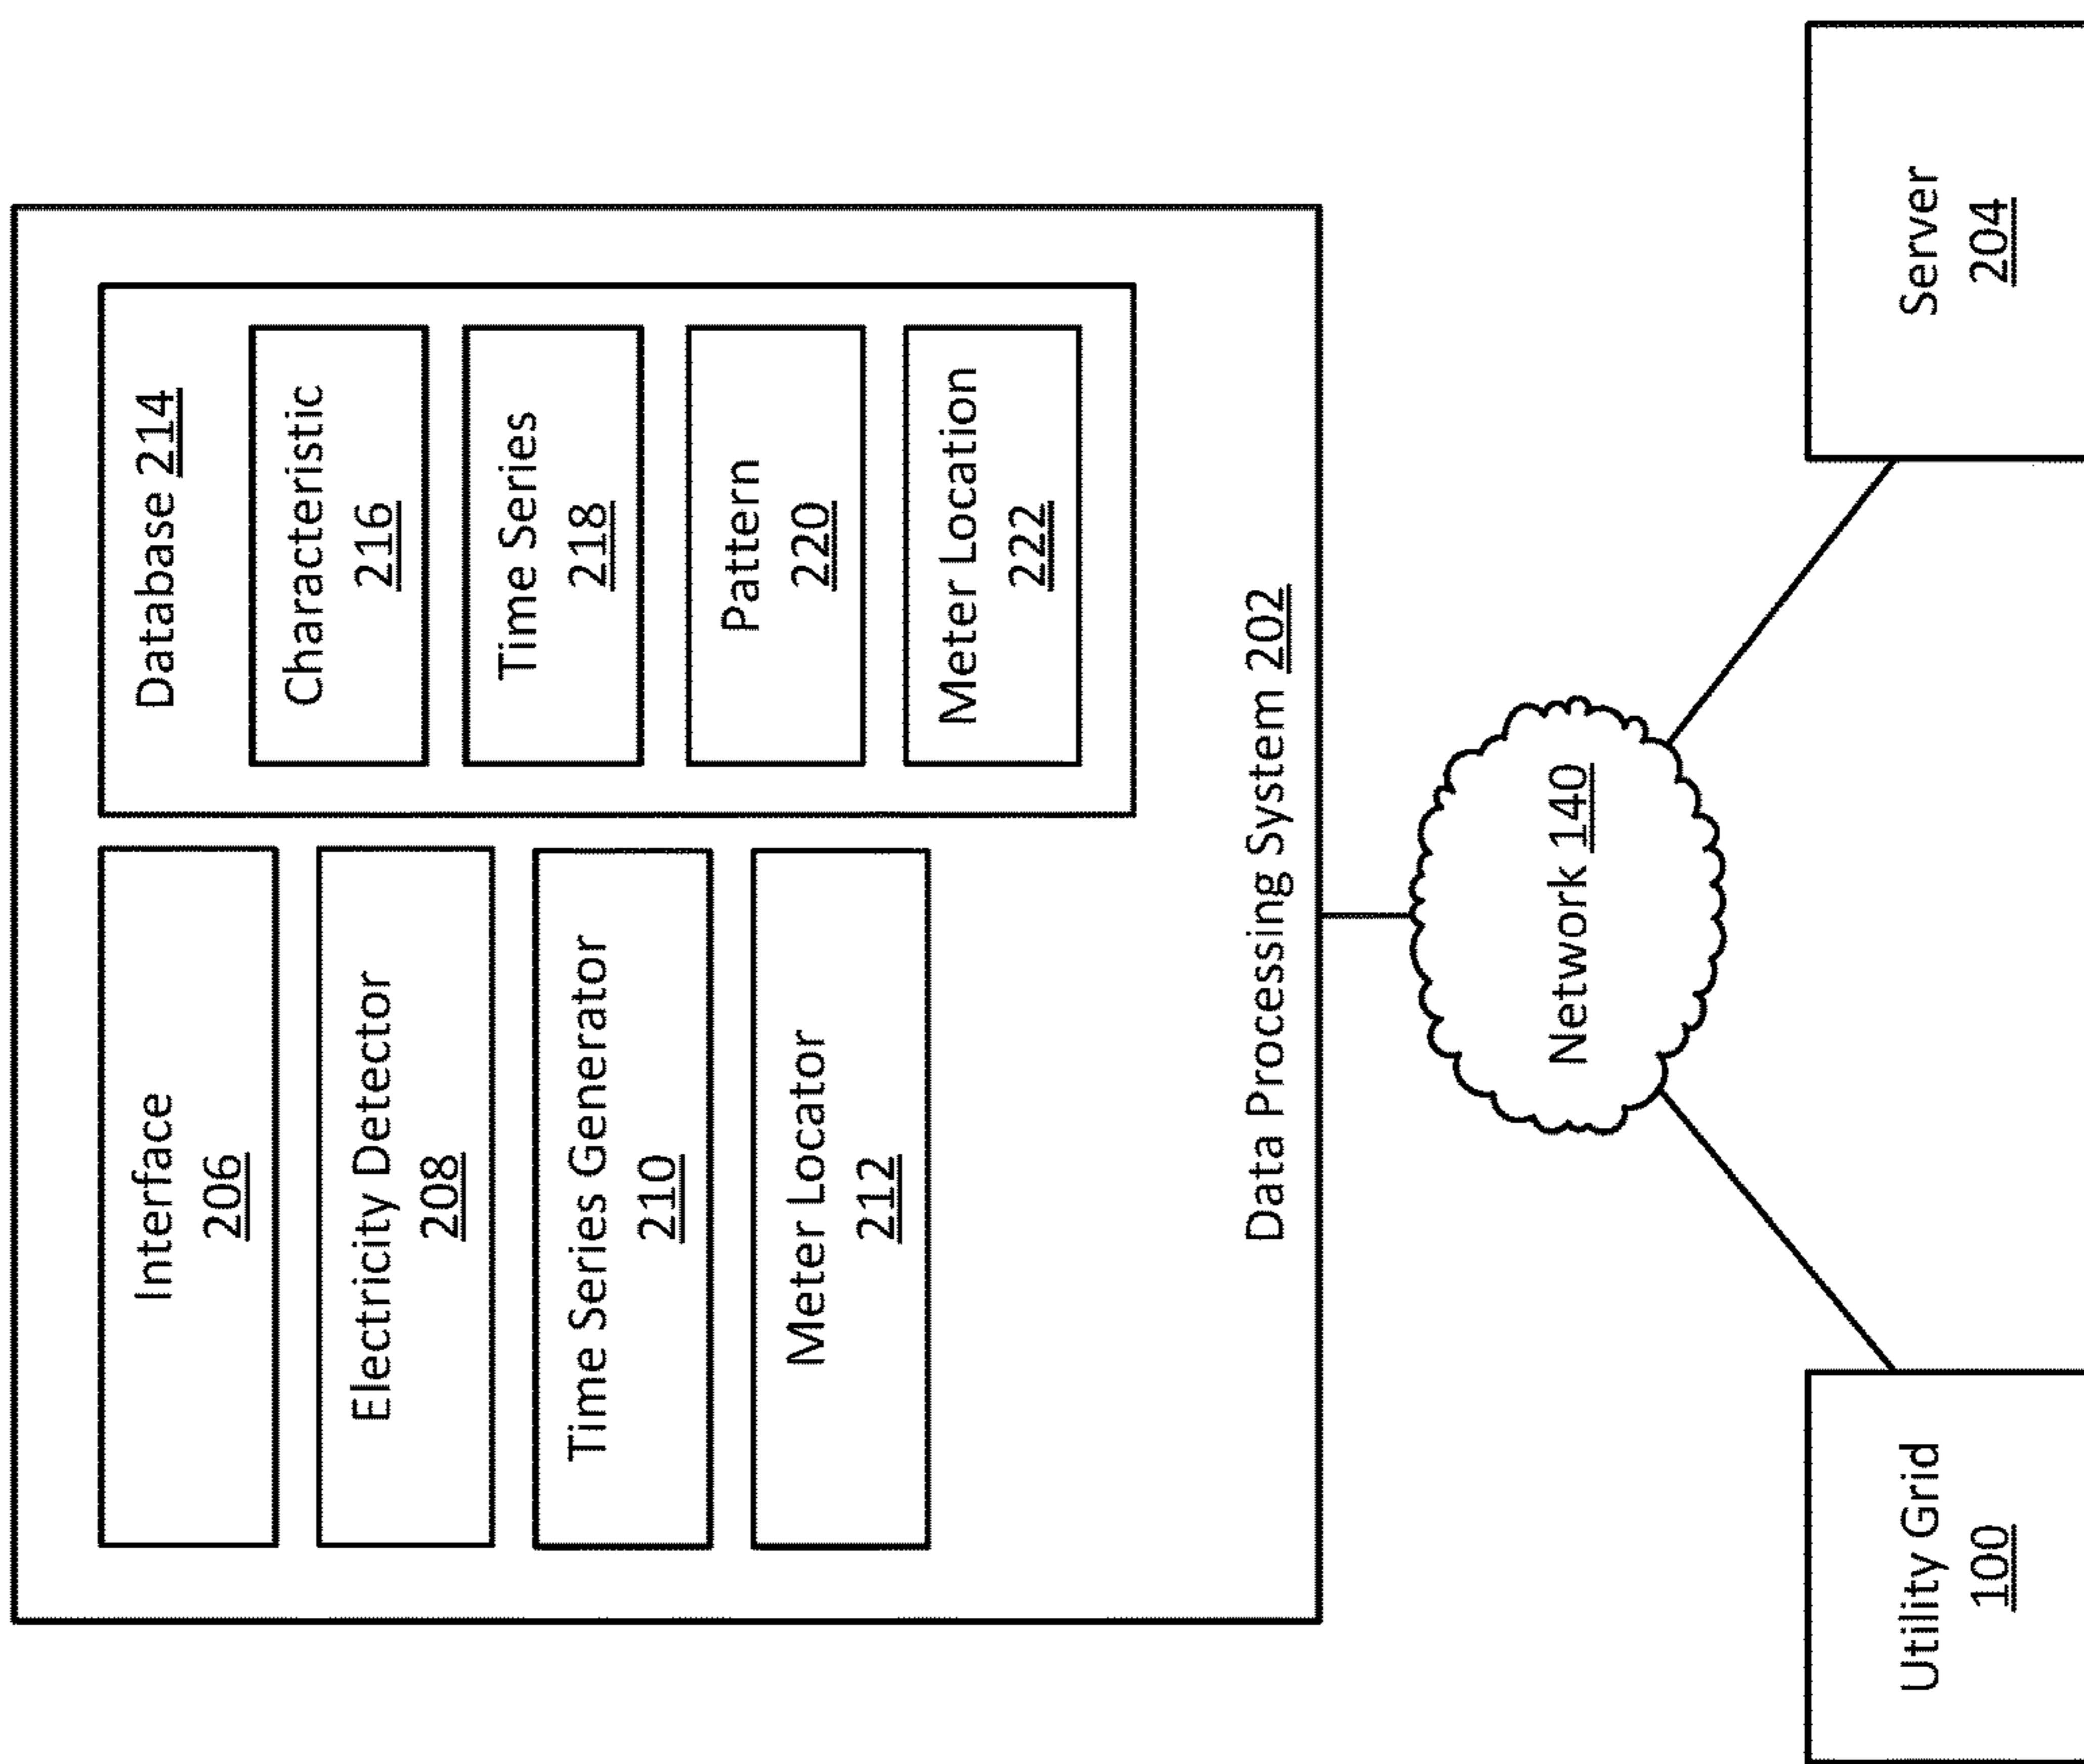 Interface
206
Electricity Detector
208
Time Series Generator
210
Meter Locator
212
Database 214
Characteristic
216
Time Series
218
Pattern
220
Meter Location
222
Data Processing System 202
Network 140
Utility Grid
100
Server
204